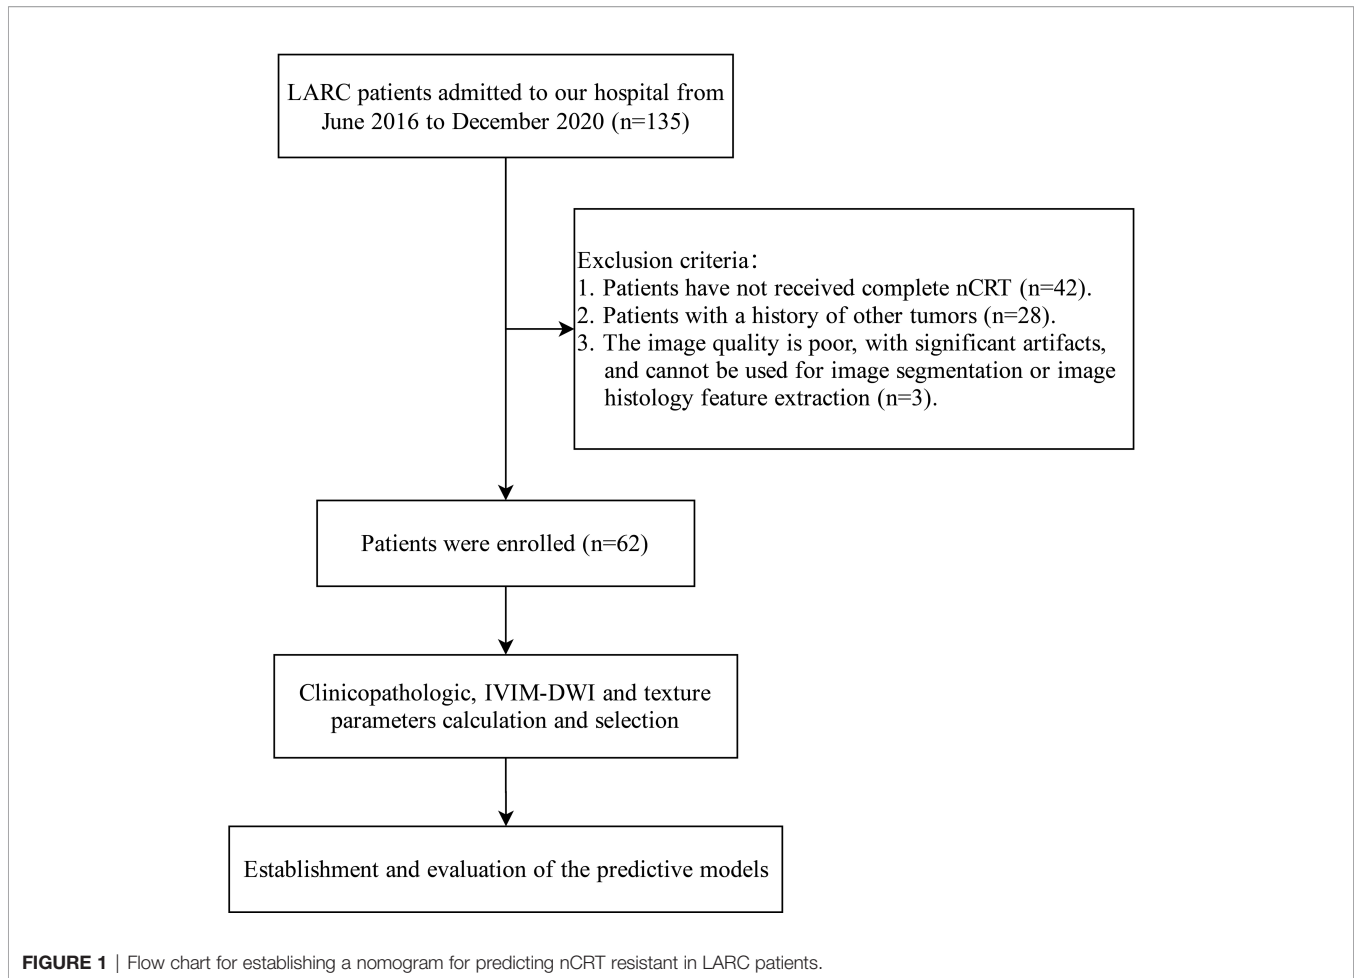 LARC patients admitted to our hospital from
June 2016 to December 2020 (n=135)
Exclusion criteria：
1. Patients have not received complete nCRT (n=42).
2. Patients with a history of other tumors (n=28).
3. The image quality is poor, with significant artifacts,
and cannot be used for image segmentation or image
histology feature extraction (n=3).
Patients were enrolled (n=62)
Clinicopathologic, IVIM-DWI and texture
parameters calculation and selection
Establishment and evaluation of the predictive models
FIGURE 1 | Flow chart for establishing a nomogram for predicting nCRT resistant in LARC patients.